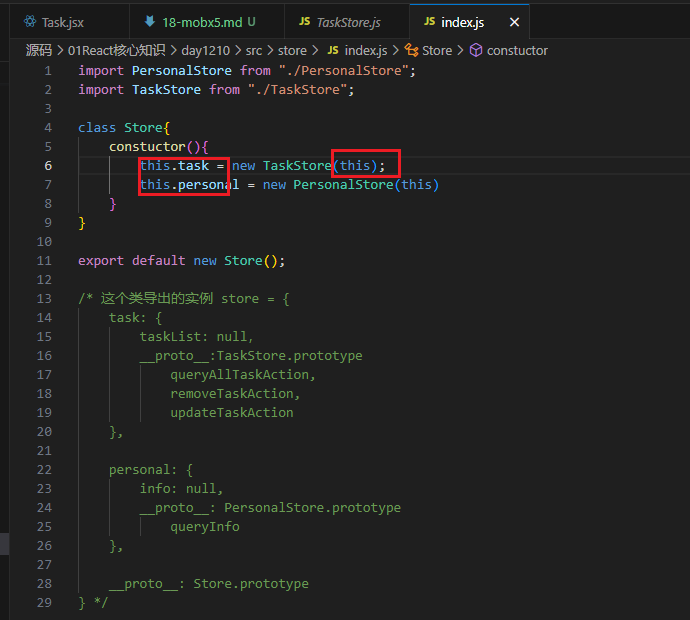 Task.jsx
18-mobx5.md U
JS TaskStore.js
JS index.js ×
源码 > 01React核心知识 > day1210 > src > store > JS index.js > Store > constuctor
1 import PersonalStore from "./PersonalStore";
2 import TaskStore from "./TaskStore";
3
4 class Store{
5 constuctor(){
6 this.task = new TaskStore(this);
7 this.personal = new PersonalStore(this)
8 }
9 }
10
11 export default new Store();
12
13 /* 这个类导出的实例 store = {
14 task: {
15 taskList: null,
16 __proto__:TaskStore.prototype
17 queryAllTaskAction,
18 removeTaskAction,
19 updateTaskAction
20 },
21
22 personal: {
23 info: null,
24 __proto__: PersonalStore.prototype
25 queryInfo
26 },
27
28 __proto__: Store.prototype
29 } */